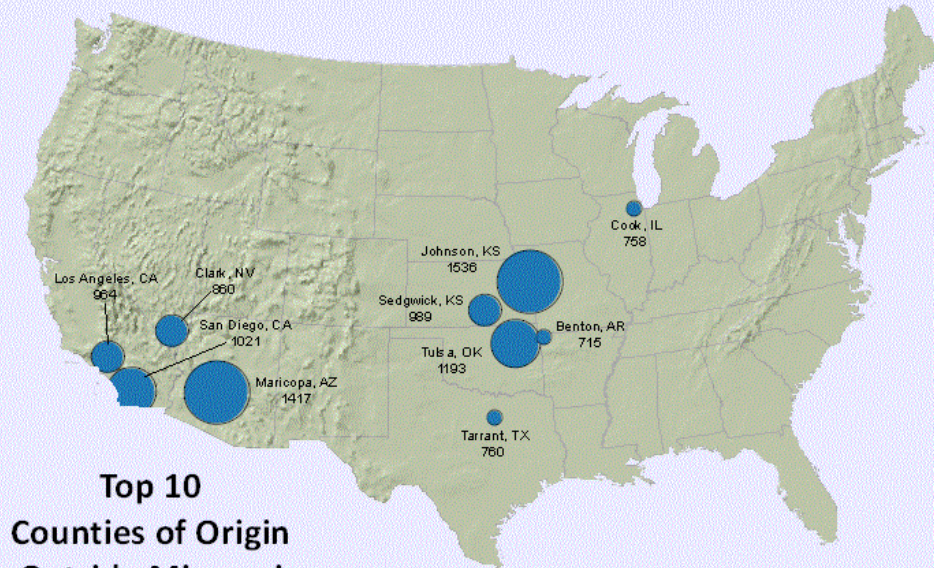 Cook, IL
758
Johnson, KS
1536
Los Angeles, CA
964
Clark, NV
860
Sedgwick, KS
989
San Diego, CA
1021
Benton, AR
715
Tulsa, OK
1193
Maricopa, AZ
1417
Tarrant, TX
760
Top 10
Counties of Origin